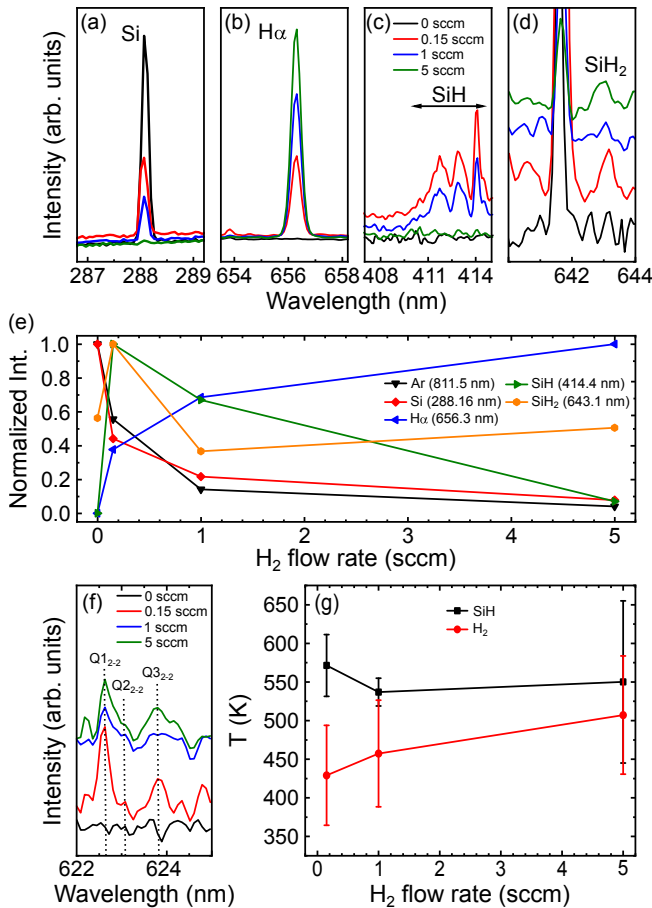 (a)
Si
(b)
Hα
(c)
0 sccm
0.15 sccm
1 sccm
5 sccm
SiH
(d)
SiH₂
Intensity (arb. units)
287 288 289
654 656 658
408 411 414
642 644
Wavelength (nm)
(e)
Normalized Int.
1.0
0.8
0.6
0.4
0.2
0.0
Ar (811.5 nm)
Si (288.16 nm)
Hα (656.3 nm)
SiH (414.4 nm)
SiH₂ (643.1 nm)
0 1 2 3 4 5
H₂ flow rate (sccm)
(f)
0 sccm
0.15 sccm
1 sccm
5 sccm
Q1₂₋₂
Q2₂₋₂
Q3₂₋₂
Intensity (arb. units)
622 624
Wavelength (nm)
(g)
SiH
H₂
T (K)
650
600
550
500
450
400
350
0 1 2 3 4 5
H₂ flow rate (sccm)